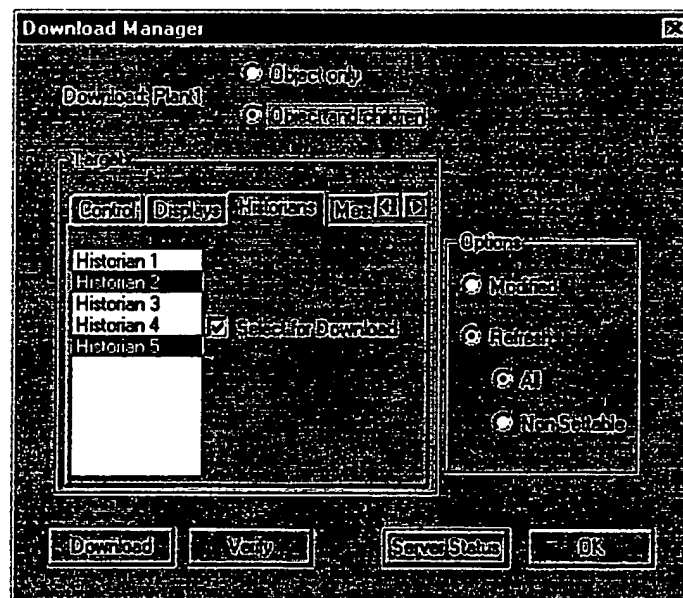 Download Manager
Object only
Download: Plant1
Object and children
Target
Control
Displays
Historians
Mes
Historian 1
Historian 2
Historian 3
Historian 4
Historian 5
Select for Download
Options
Modified
Refresh
All
Non Settable
Download
Verify
Server Status
OK